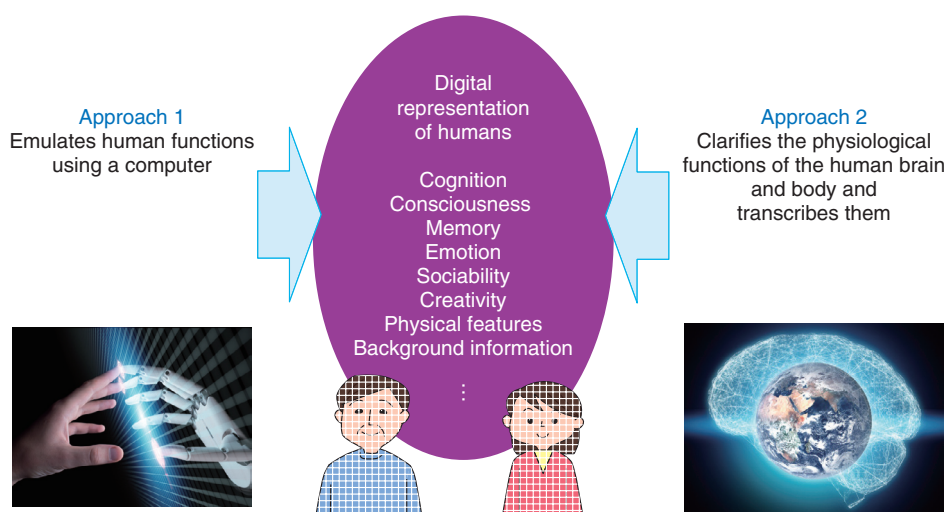 Approach 1
Emulates human functions
using a computer
Digital
representation
of humans
Cognition
Consciousness
Memory
Emotion
Sociability
Creativity
Physical features
Background information
⋮
Approach 2
Clarifies the physiological
functions of the human brain
and body and
transcribes them